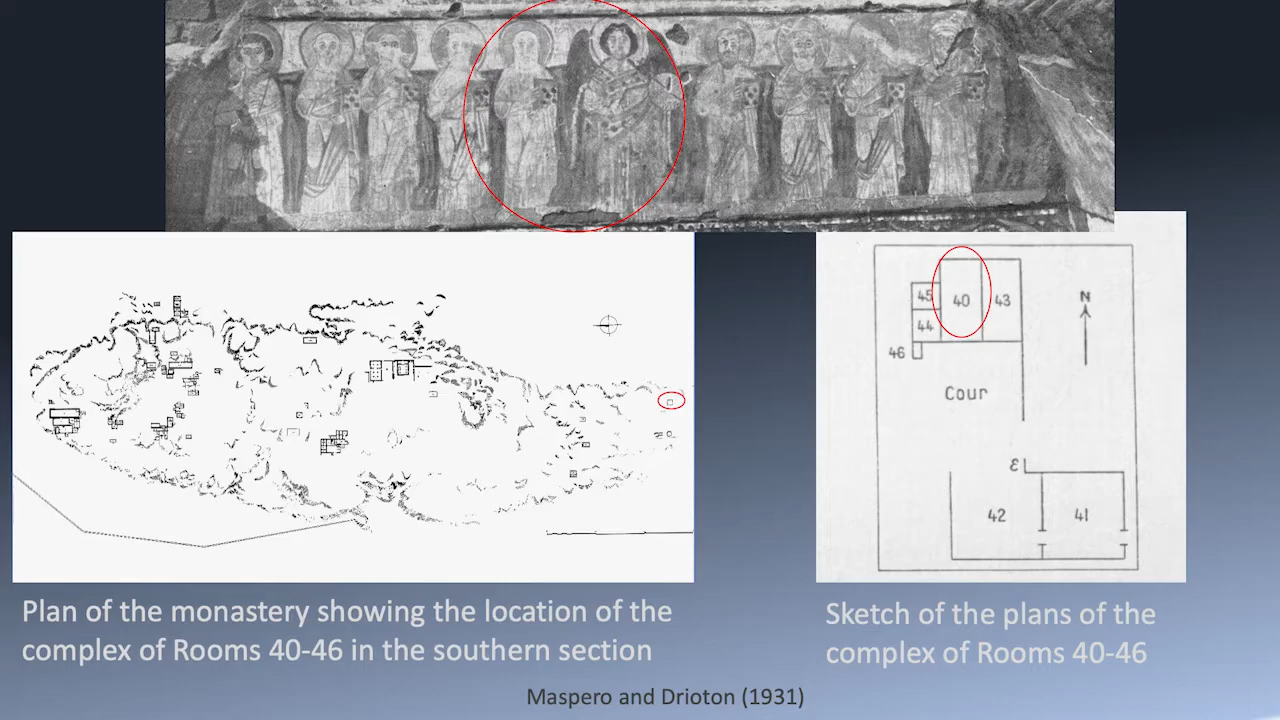 45
40
43
44
46
N
Cour
ε
42
41
Plan of the monastery showing the location of the
complex of Rooms 40-46 in the southern section
Sketch of the plans of the
complex of Rooms 40-46
Maspero and Drioton (1931)